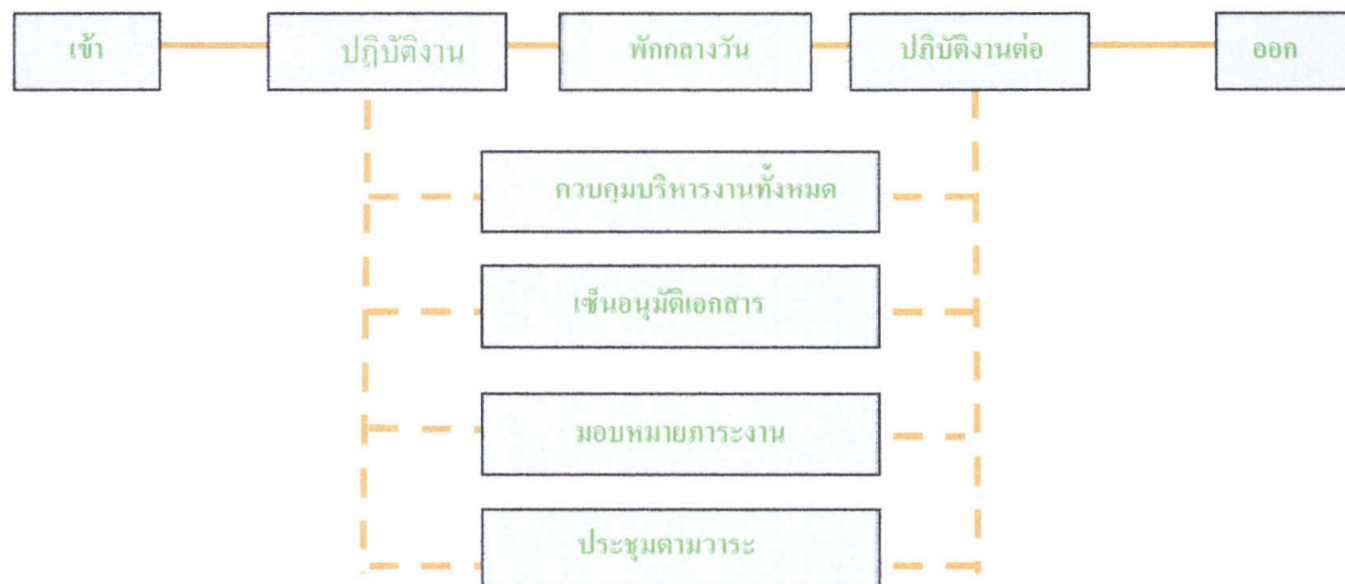 เข้า
ปฏิบัติงาน
พักกลางวัน
ปฏิบัติงานต่อ
ออก
ควบคุมบริหารงานทั้งหมด
เซ็นอนุมัติเอกสาร
มอบหมายภาระงาน
ประชุมตามวาระ